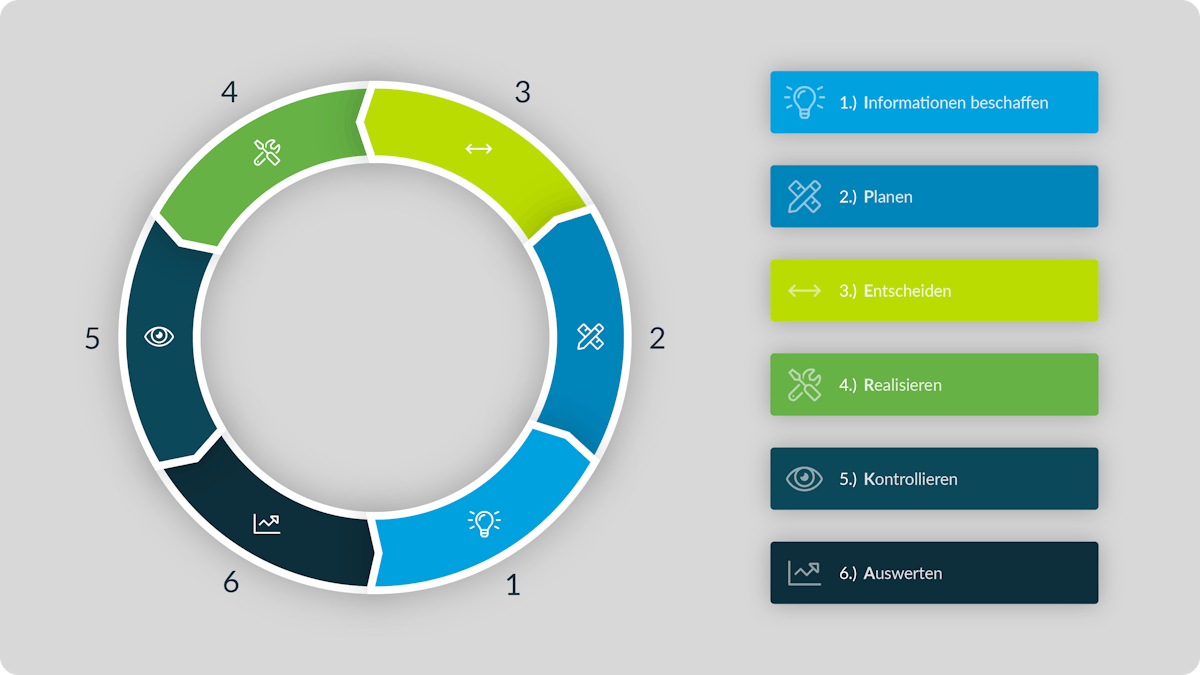 4
3
5
2
6
1
1.) Informationen beschaffen
2.) Planen
3.) Entscheiden
4.) Realisieren
5.) Kontrollieren
6.) Auswerten